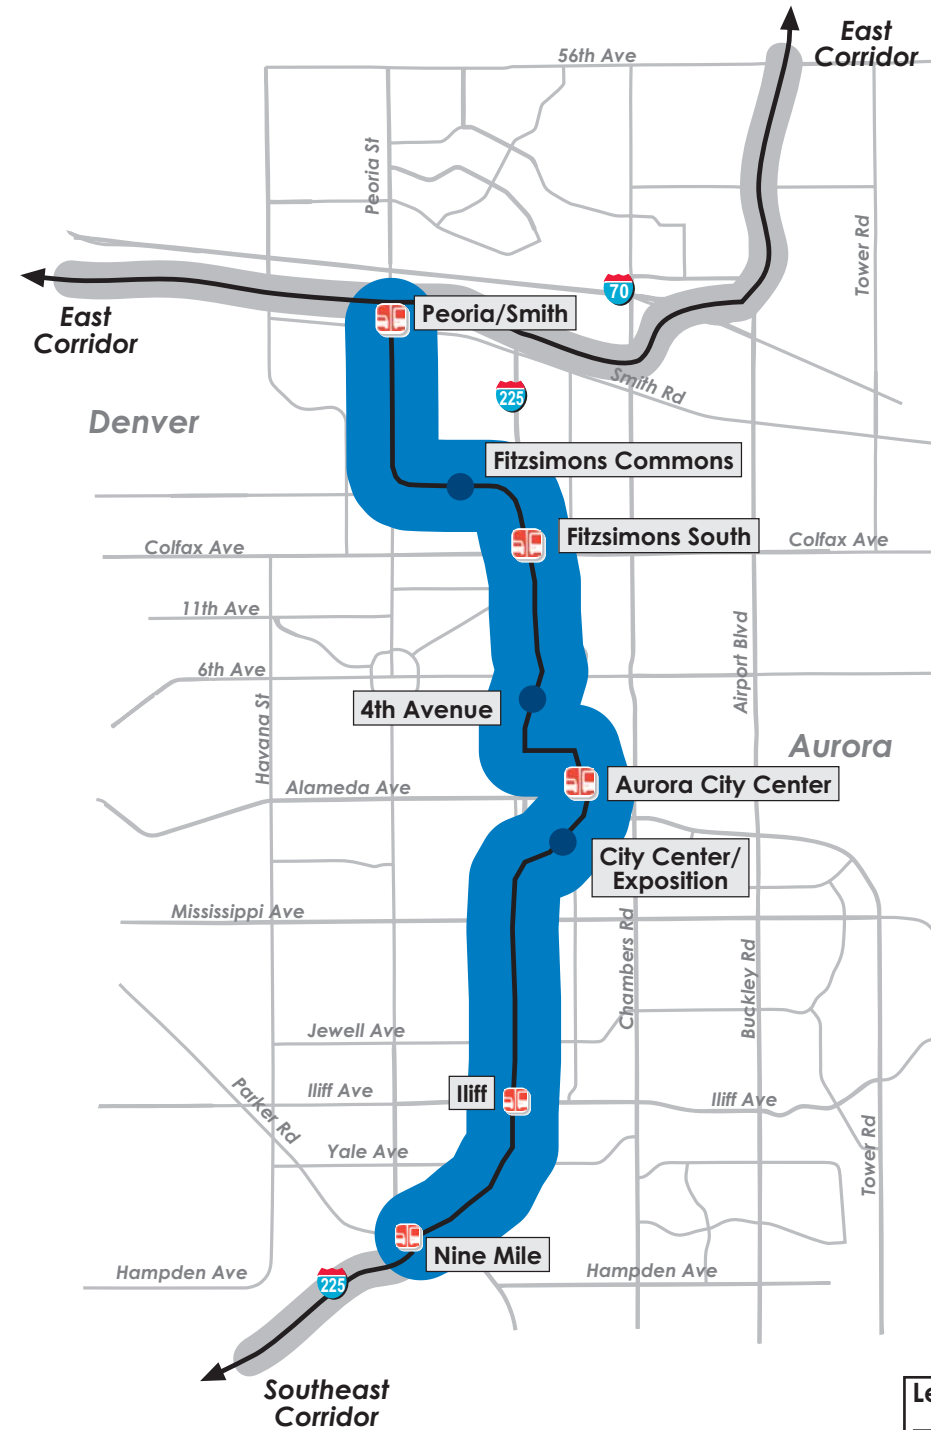 East
Corridor
56th Ave
Peoria St
Tower Rd
70
East
Corridor
Peoria/Smith
Smith Rd
225
Denver
Fitzsimons Commons
Fitzsimons South
Colfax Ave
Colfax Ave
11th Ave
Airport Blvd
6th Ave
Havana St
4th Avenue
Aurora
Alameda Ave
Aurora City Center
City Center/
Exposition
Mississippi Ave
Chambers Rd
Buckley Rd
Jewell Ave
Parker Rd
Iliff Ave
Iliff
Iliff Ave
Yale Ave
Tower Rd
Nine Mile
Hampden Ave
225
Hampden Ave
Southeast
Corridor